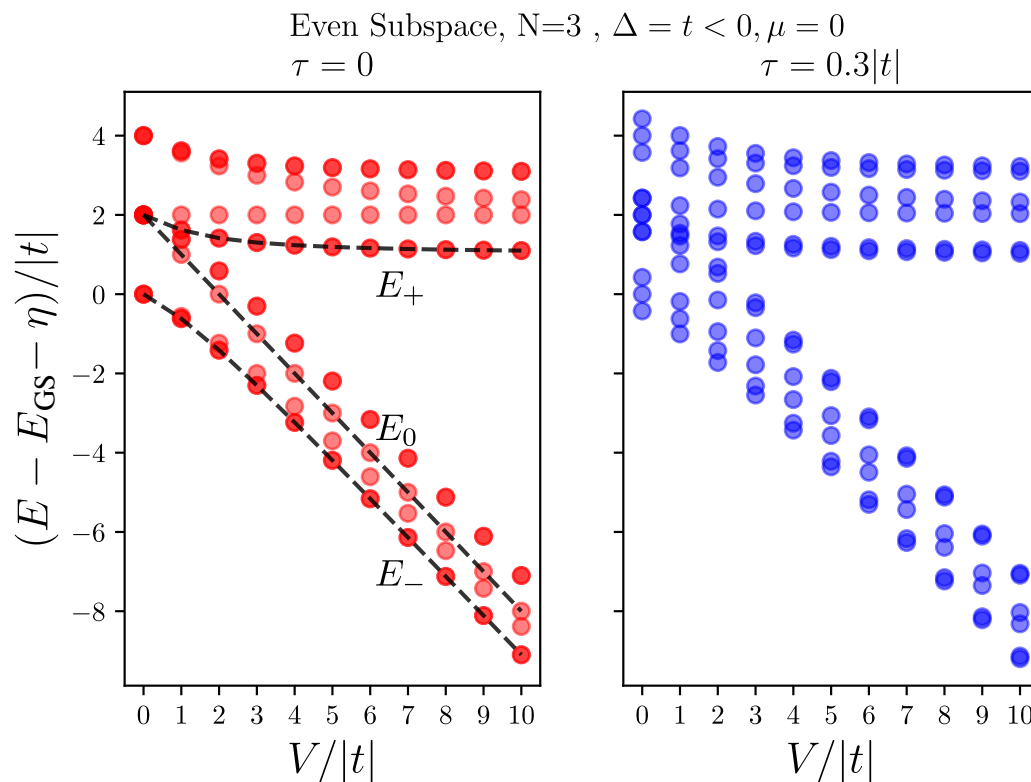 Even Subspace, N=3 , Δ = t < 0, μ = 0
τ = 0
τ = 0.3|t|
(E − E_GS − η)/|t|
4
2
0
−2
−4
−6
−8
E_+
E_0
E_−
0 1 2 3 4 5 6 7 8 9 10
0 1 2 3 4 5 6 7 8 9 10
V/|t|
V/|t|